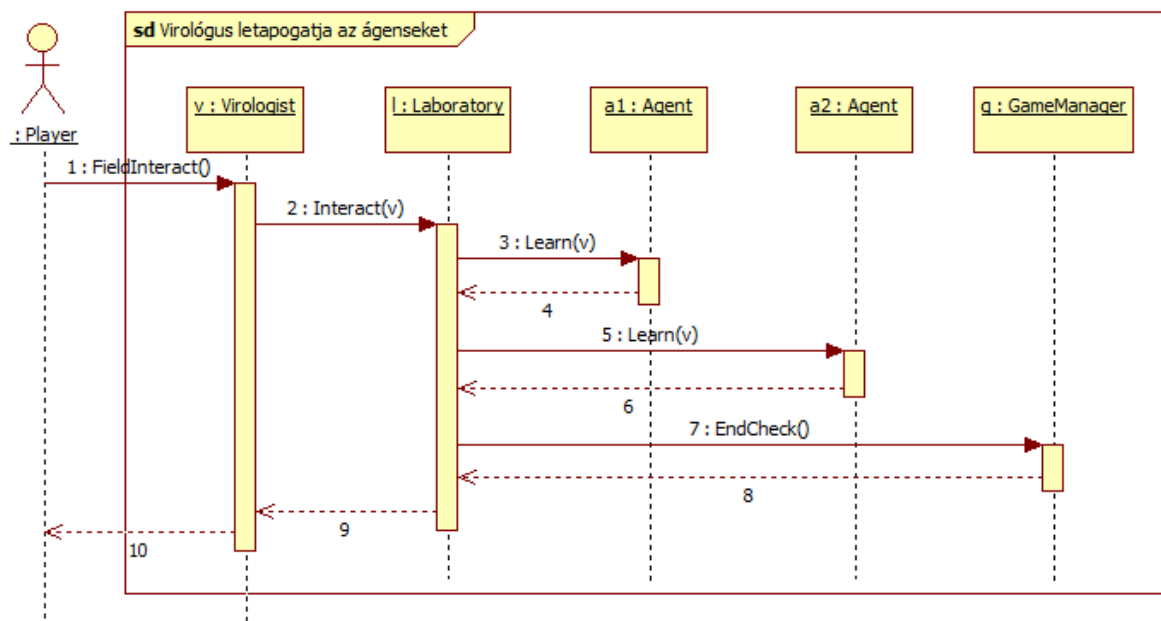 sd Virológus letapogatja az ágenseket
: Player
v : Virologist
l : Laboratory
a1 : Agent
a2 : Agent
g : GameManager
1 : FieldInteract()
2 : Interact(v)
3 : Learn(v)
4
5 : Learn(v)
6
7 : EndCheck()
8
9
10